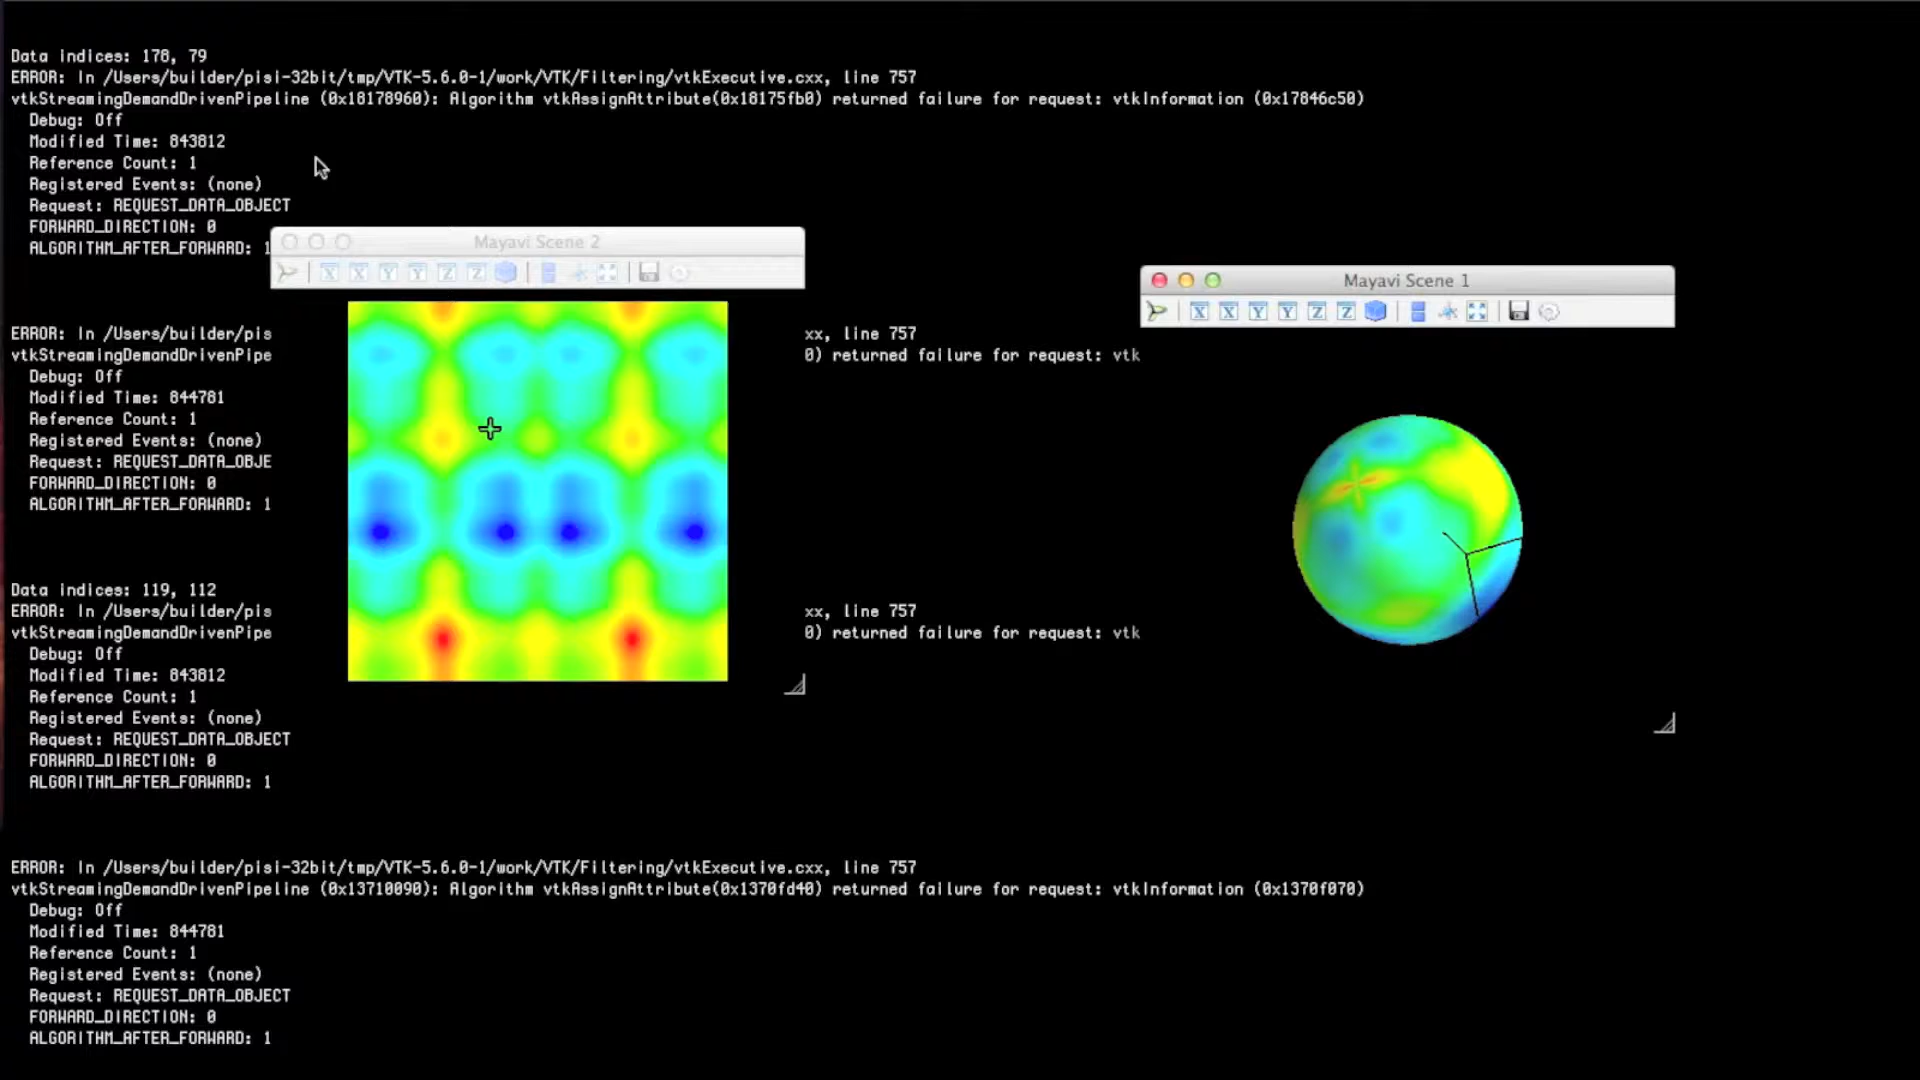 Data indices: 178, 79
ERROR: In /Users/builder/pisi-32bit/tmp/VTK-5.6.0-1/work/VTK/Filtering/vtkExecutive.cxx, line 757
vtkStreamingDemandDrivenPipeline (0x18178960): Algorithm vtkAssignAttribute(0x18175fb0) returned failure for request: vtkInformation (0x17846c50)
Debug: Off
Modified Time: 843812
Reference Count: 1
Registered Events: (none)
Request: REQUEST_DATA_OBJECT
FORWARD_DIRECTION: 0
ALGORITHM_AFTER_FORWARD: 1
Mayavi Scene 2
X X Y Y Z Z
Mayavi Scene 1
X X Y Y Z Z
ERROR: In /Users/builder/pis xx, line 757
vtkStreamingDemandDrivenPipe 0) returned failure for request: vtk
Debug: Off
Modified Time: 844781
Reference Count: 1
Registered Events: (none)
Request: REQUEST_DATA_OBJE
FORWARD_DIRECTION: 0
ALGORITHM_AFTER_FORWARD: 1
Data indices: 119, 112
ERROR: In /Users/builder/pis xx, line 757
vtkStreamingDemandDrivenPipe 0) returned failure for request: vtk
Debug: Off
Modified Time: 843812
Reference Count: 1
Registered Events: (none)
Request: REQUEST_DATA_OBJECT
FORWARD_DIRECTION: 0
ALGORITHM_AFTER_FORWARD: 1
ERROR: In /Users/builder/pisi-32bit/tmp/VTK-5.6.0-1/work/VTK/Filtering/vtkExecutive.cxx, line 757
vtkStreamingDemandDrivenPipeline (0x13710090): Algorithm vtkAssignAttribute(0x1370fd40) returned failure for request: vtkInformation (0x1370f070)
Debug: Off
Modified Time: 844781
Reference Count: 1
Registered Events: (none)
Request: REQUEST_DATA_OBJECT
FORWARD_DIRECTION: 0
ALGORITHM_AFTER_FORWARD: 1